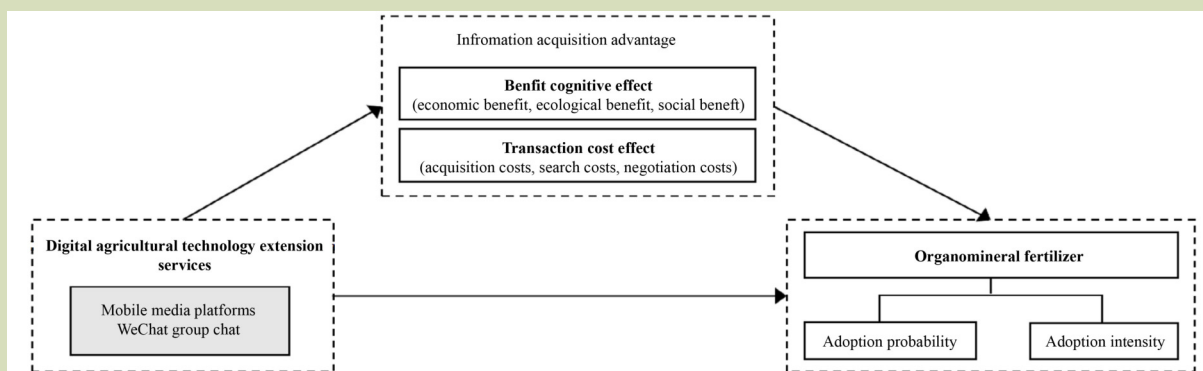 Infromation acquisition advantage
Benfit cognitive effect
(economic benefit, ecological benefit, social beneft)
Transaction cost effect
(acquisition costs, search costs, negotiation costs)
Digital agricultural technology extension
services
Mobile media platforms
WeChat group chat
Organomineral fertilizer
Adoption probability
Adoption intensity